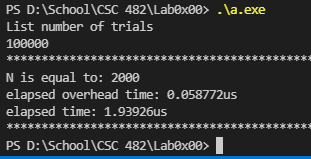 PS D:\School\CSC 482\Lab0x00> .\a.exe
List number of trials
100000
********************************************
N is equal to: 2000
elapsed overhead time: 0.058772us
elapsed time: 1.93926us
********************************************
PS D:\School\CSC 482\Lab0x00>